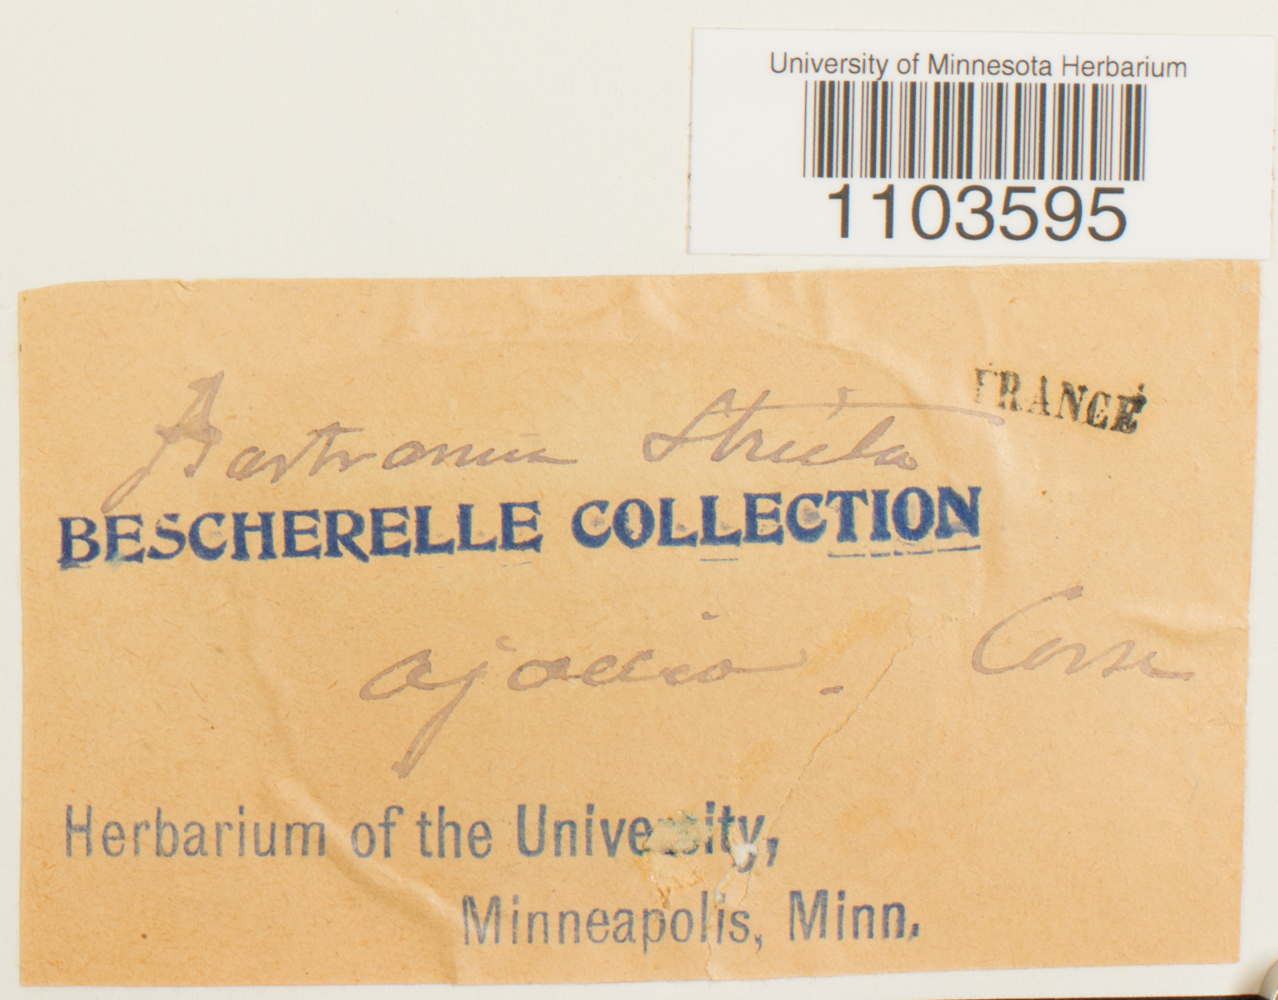 University of Minnesota Herbarium
1103595
FRANCE
Bartramia Stricta
BESCHERELLE COLLECTION
ajaccio. Corse
Herbarium of the University,
Minneapolis, Minn.